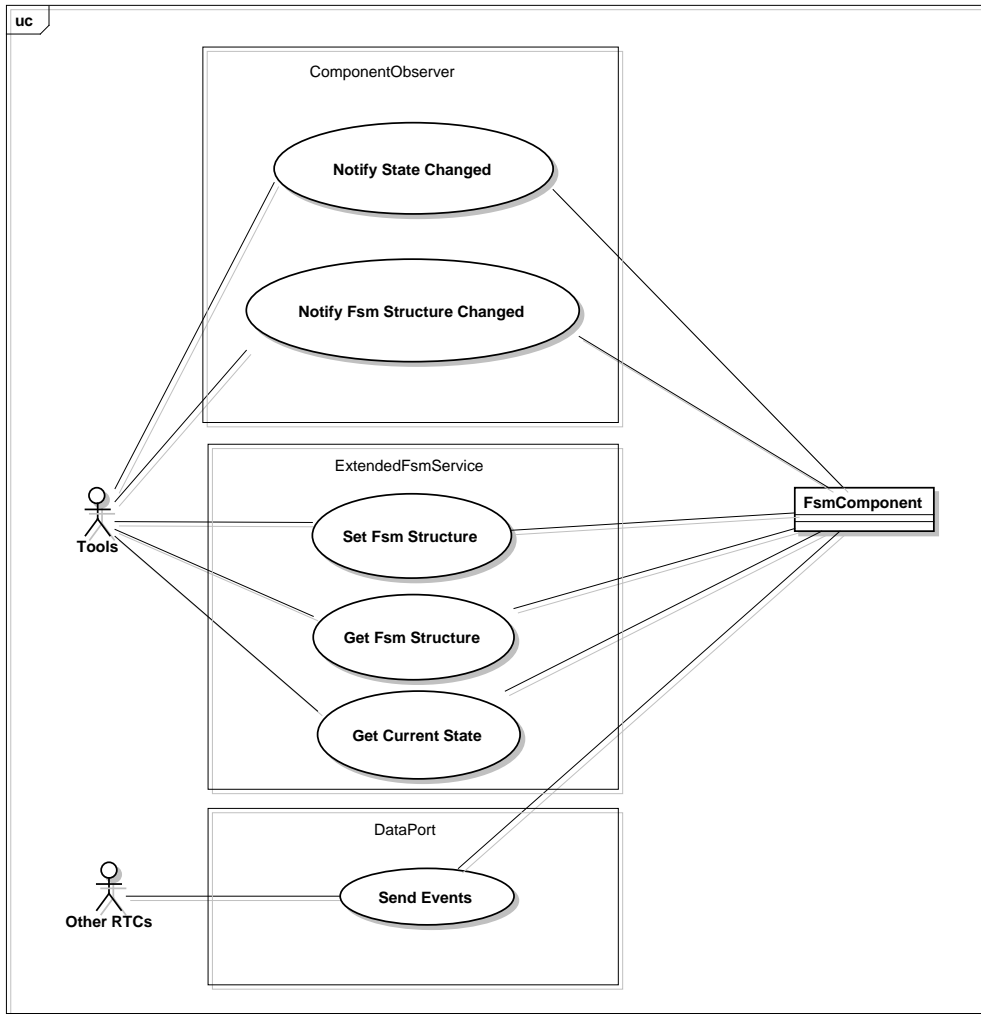 uc
ComponentObserver
Notify State Changed
Notify Fsm Structure Changed
ExtendedFsmService
Set Fsm Structure
FsmComponent
Tools
Get Fsm Structure
Get Current State
DataPort
Send Events
Other RTCs